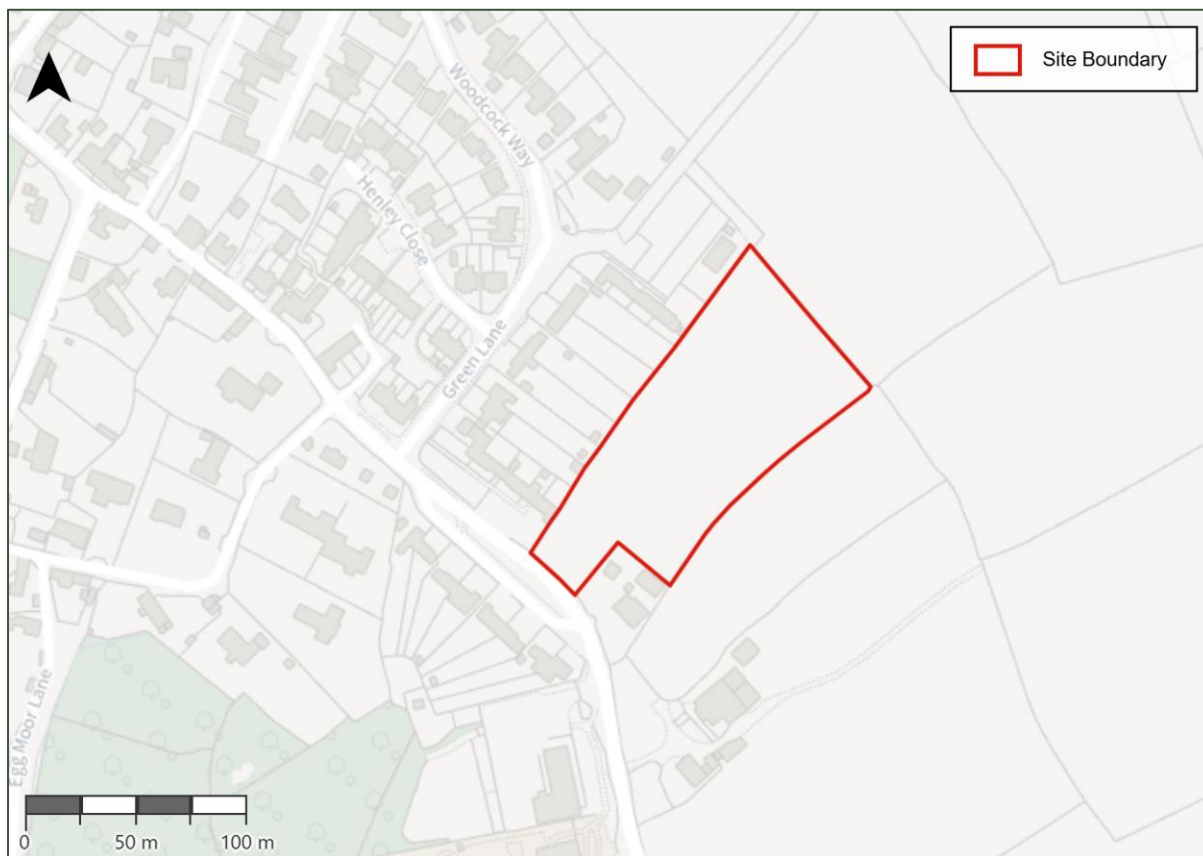 Site Boundary
Woodcock Way
Henley Close
Green Lane
Egg Moor Lane
0 50 m 100 m